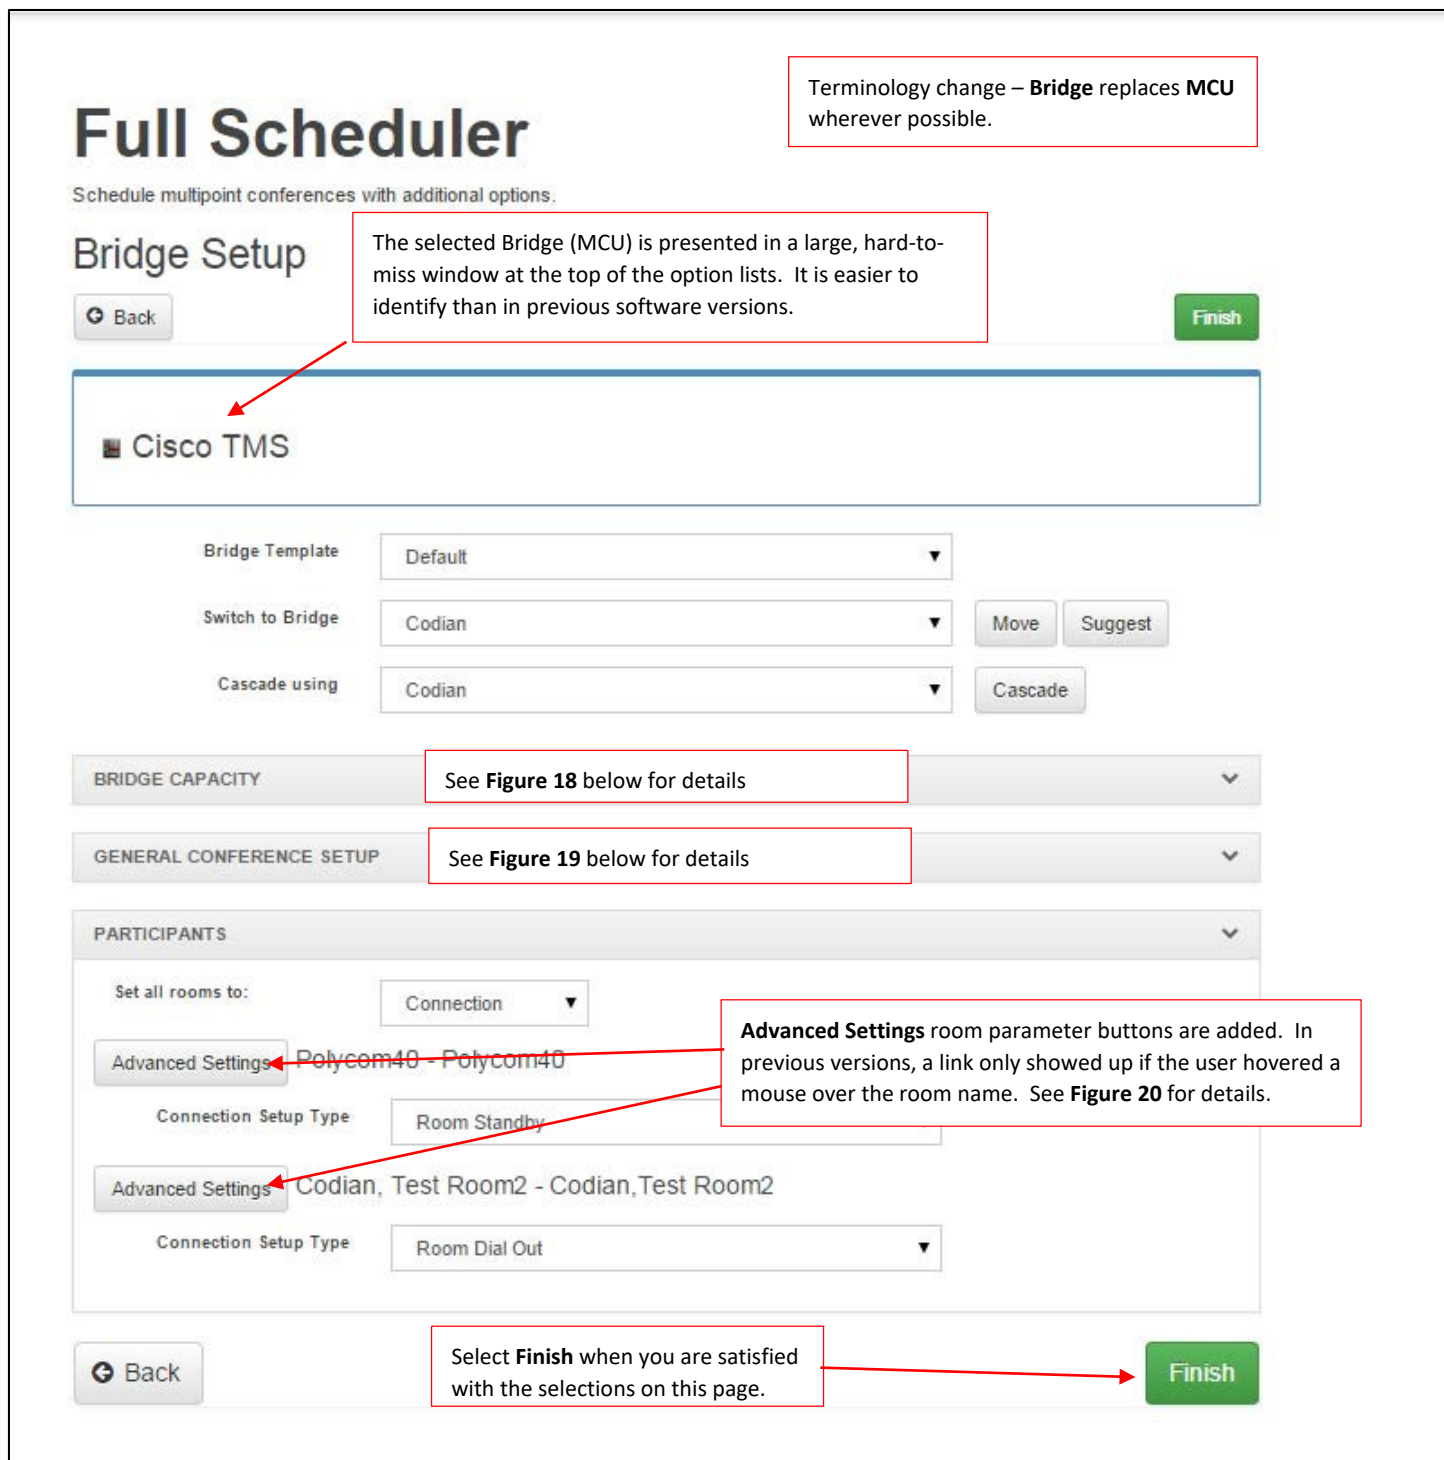 Terminology change – Bridge replaces MCU
wherever possible.
Full Scheduler
Schedule multipoint conferences with additional options.
Bridge Setup
The selected Bridge (MCU) is presented in a large, hard-to-
miss window at the top of the option lists.  It is easier to
identify than in previous software versions.
Back
Finish
Cisco TMS
Bridge Template
Default
Switch to Bridge
Codian
Move
Suggest
Cascade using
Codian
Cascade
BRIDGE CAPACITY
See Figure 18 below for details
GENERAL CONFERENCE SETUP
See Figure 19 below for details
PARTICIPANTS
Set all rooms to:
Connection
Advanced Settings room parameter buttons are added.  In
previous versions, a link only showed up if the user hovered a
mouse over the room name.  See Figure 20 for details.
Advanced Settings
Polycom40 - Polycom40
Connection Setup Type
Room Standby
Advanced Settings
Codian, Test Room2 - Codian,Test Room2
Connection Setup Type
Room Dial Out
Back
Select Finish when you are satisfied
with the selections on this page.
Finish